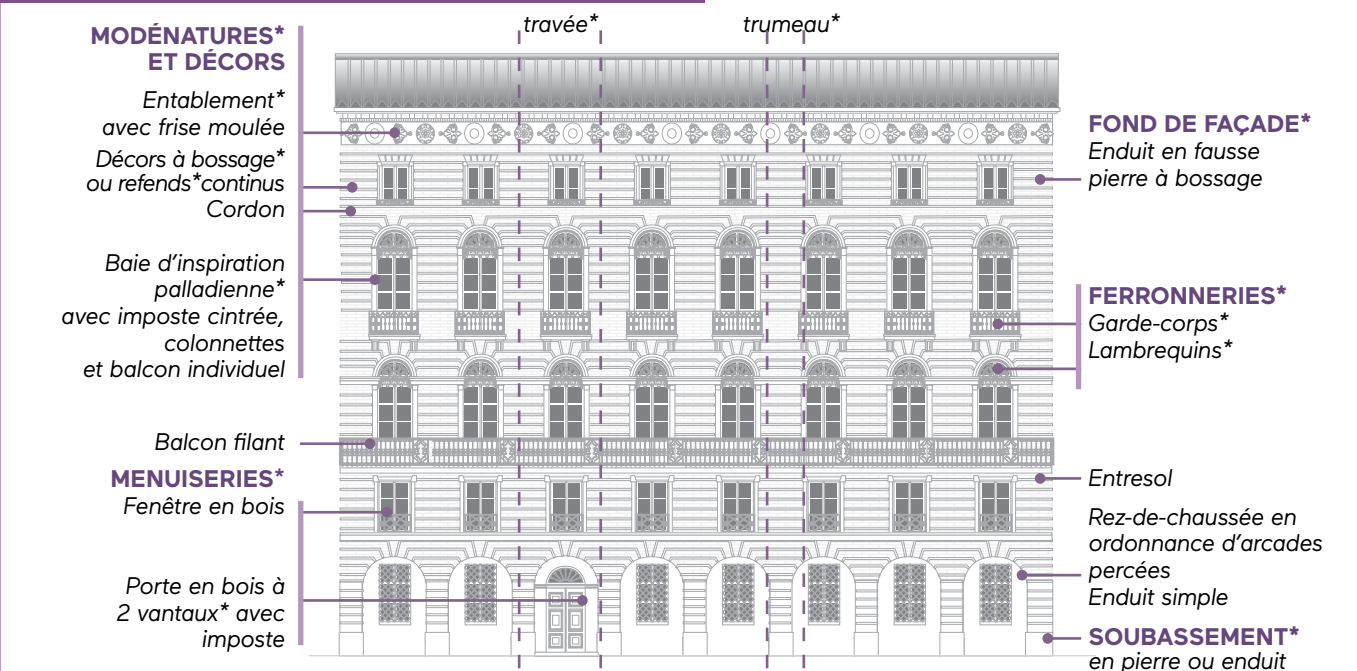 travée*
trumeau*
MODÉNATURES*
ET DÉCORS
Entablement*
avec frise moulée
Décors à bossage*
ou refends*continus
Cordon
Baie d'inspiration
palladienne*
avec imposte cintrée,
colonnettes
et balcon individuel
Balcon filant
MENUISERIES*
Fenêtre en bois
Porte en bois à
2 vantaux* avec
imposte
FOND DE FAÇADE*
Enduit en fausse
pierre à bossage
FERRONNERIES*
Garde-corps*
Lambrequins*
Entresol
Rez-de-chaussée en
ordonnance d'arcades
percées
Enduit simple
SOUBASSEMENT*
en pierre ou enduit